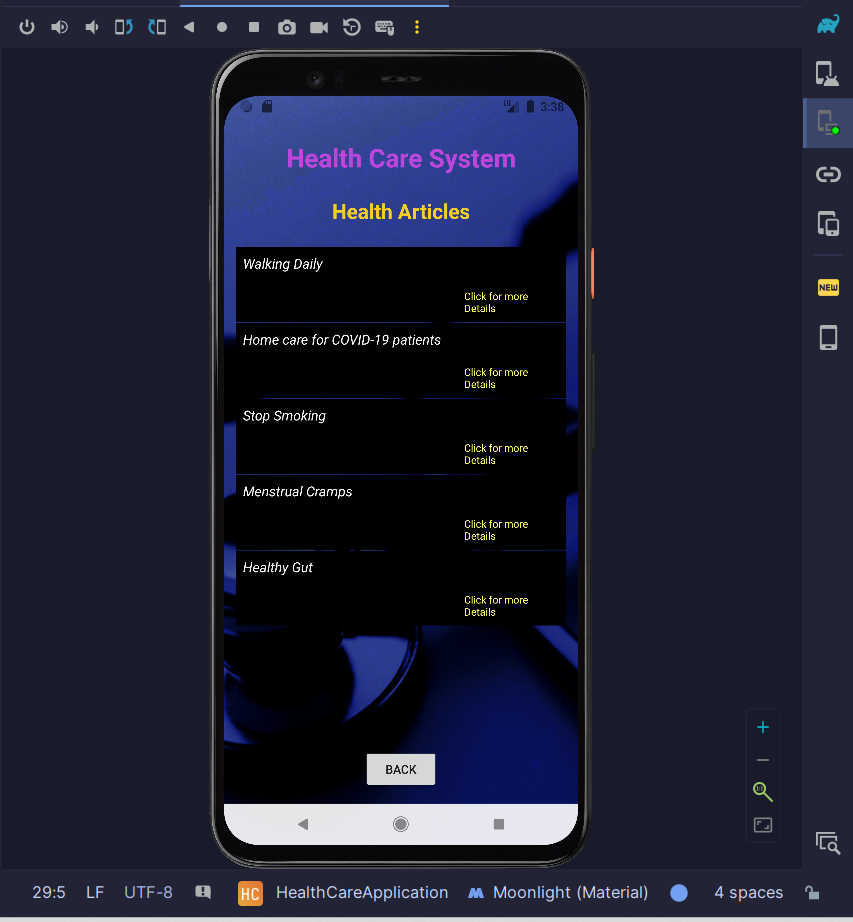 3:38
Health Care System
Health Articles
Walking Daily
Click for more
Details
Home care for COVID-19 patients
Click for more
Details
Stop Smoking
Click for more
Details
Menstrual Cramps
Click for more
Details
Healthy Gut
Click for more
Details
BACK
NEW
1:1
29:5 LF UTF-8 HC HealthCareApplication Moonlight (Material) 4 spaces